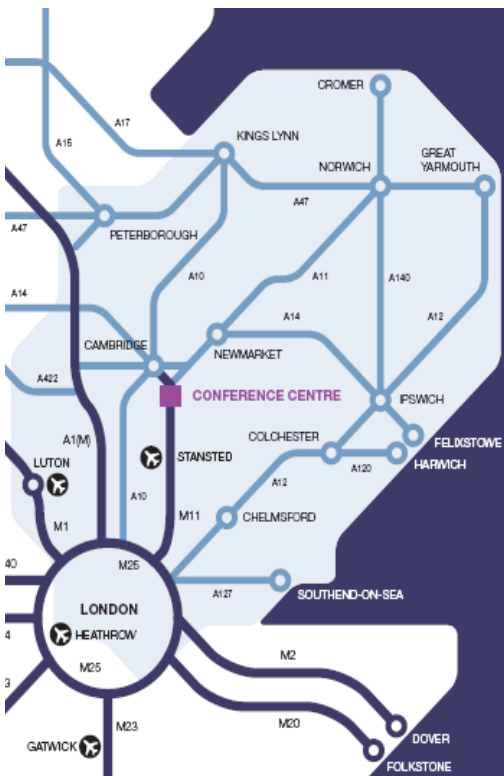 CROMER
A17
KINGS LYNN
A15
GREAT
YARMOUTH
NORWICH
A47
A47
PETERBOROUGH
A10
A11
A140
A14
A14
A12
CAMBRIDGE
NEWMARKET
A422
CONFERENCE CENTRE
IPSWICH
A1(M)
COLCHESTER
FELIXSTOWE
LUTON
STANSTED
HARWICH
A120
A12
A10
M1
M11
CHELMSFORD
40
M25
A127
SOUTHEND-ON-SEA
LONDON
4
HEATHROW
M2
M25
3
M23
M20
DOVER
GATWICK
FOLKSTONE